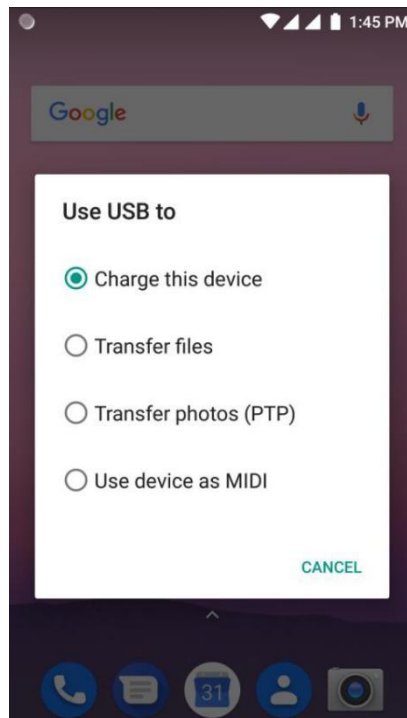 1:45 PM
Google
Use USB to
Charge this device
Transfer files
Transfer photos (PTP)
Use device as MIDI
CANCEL
31